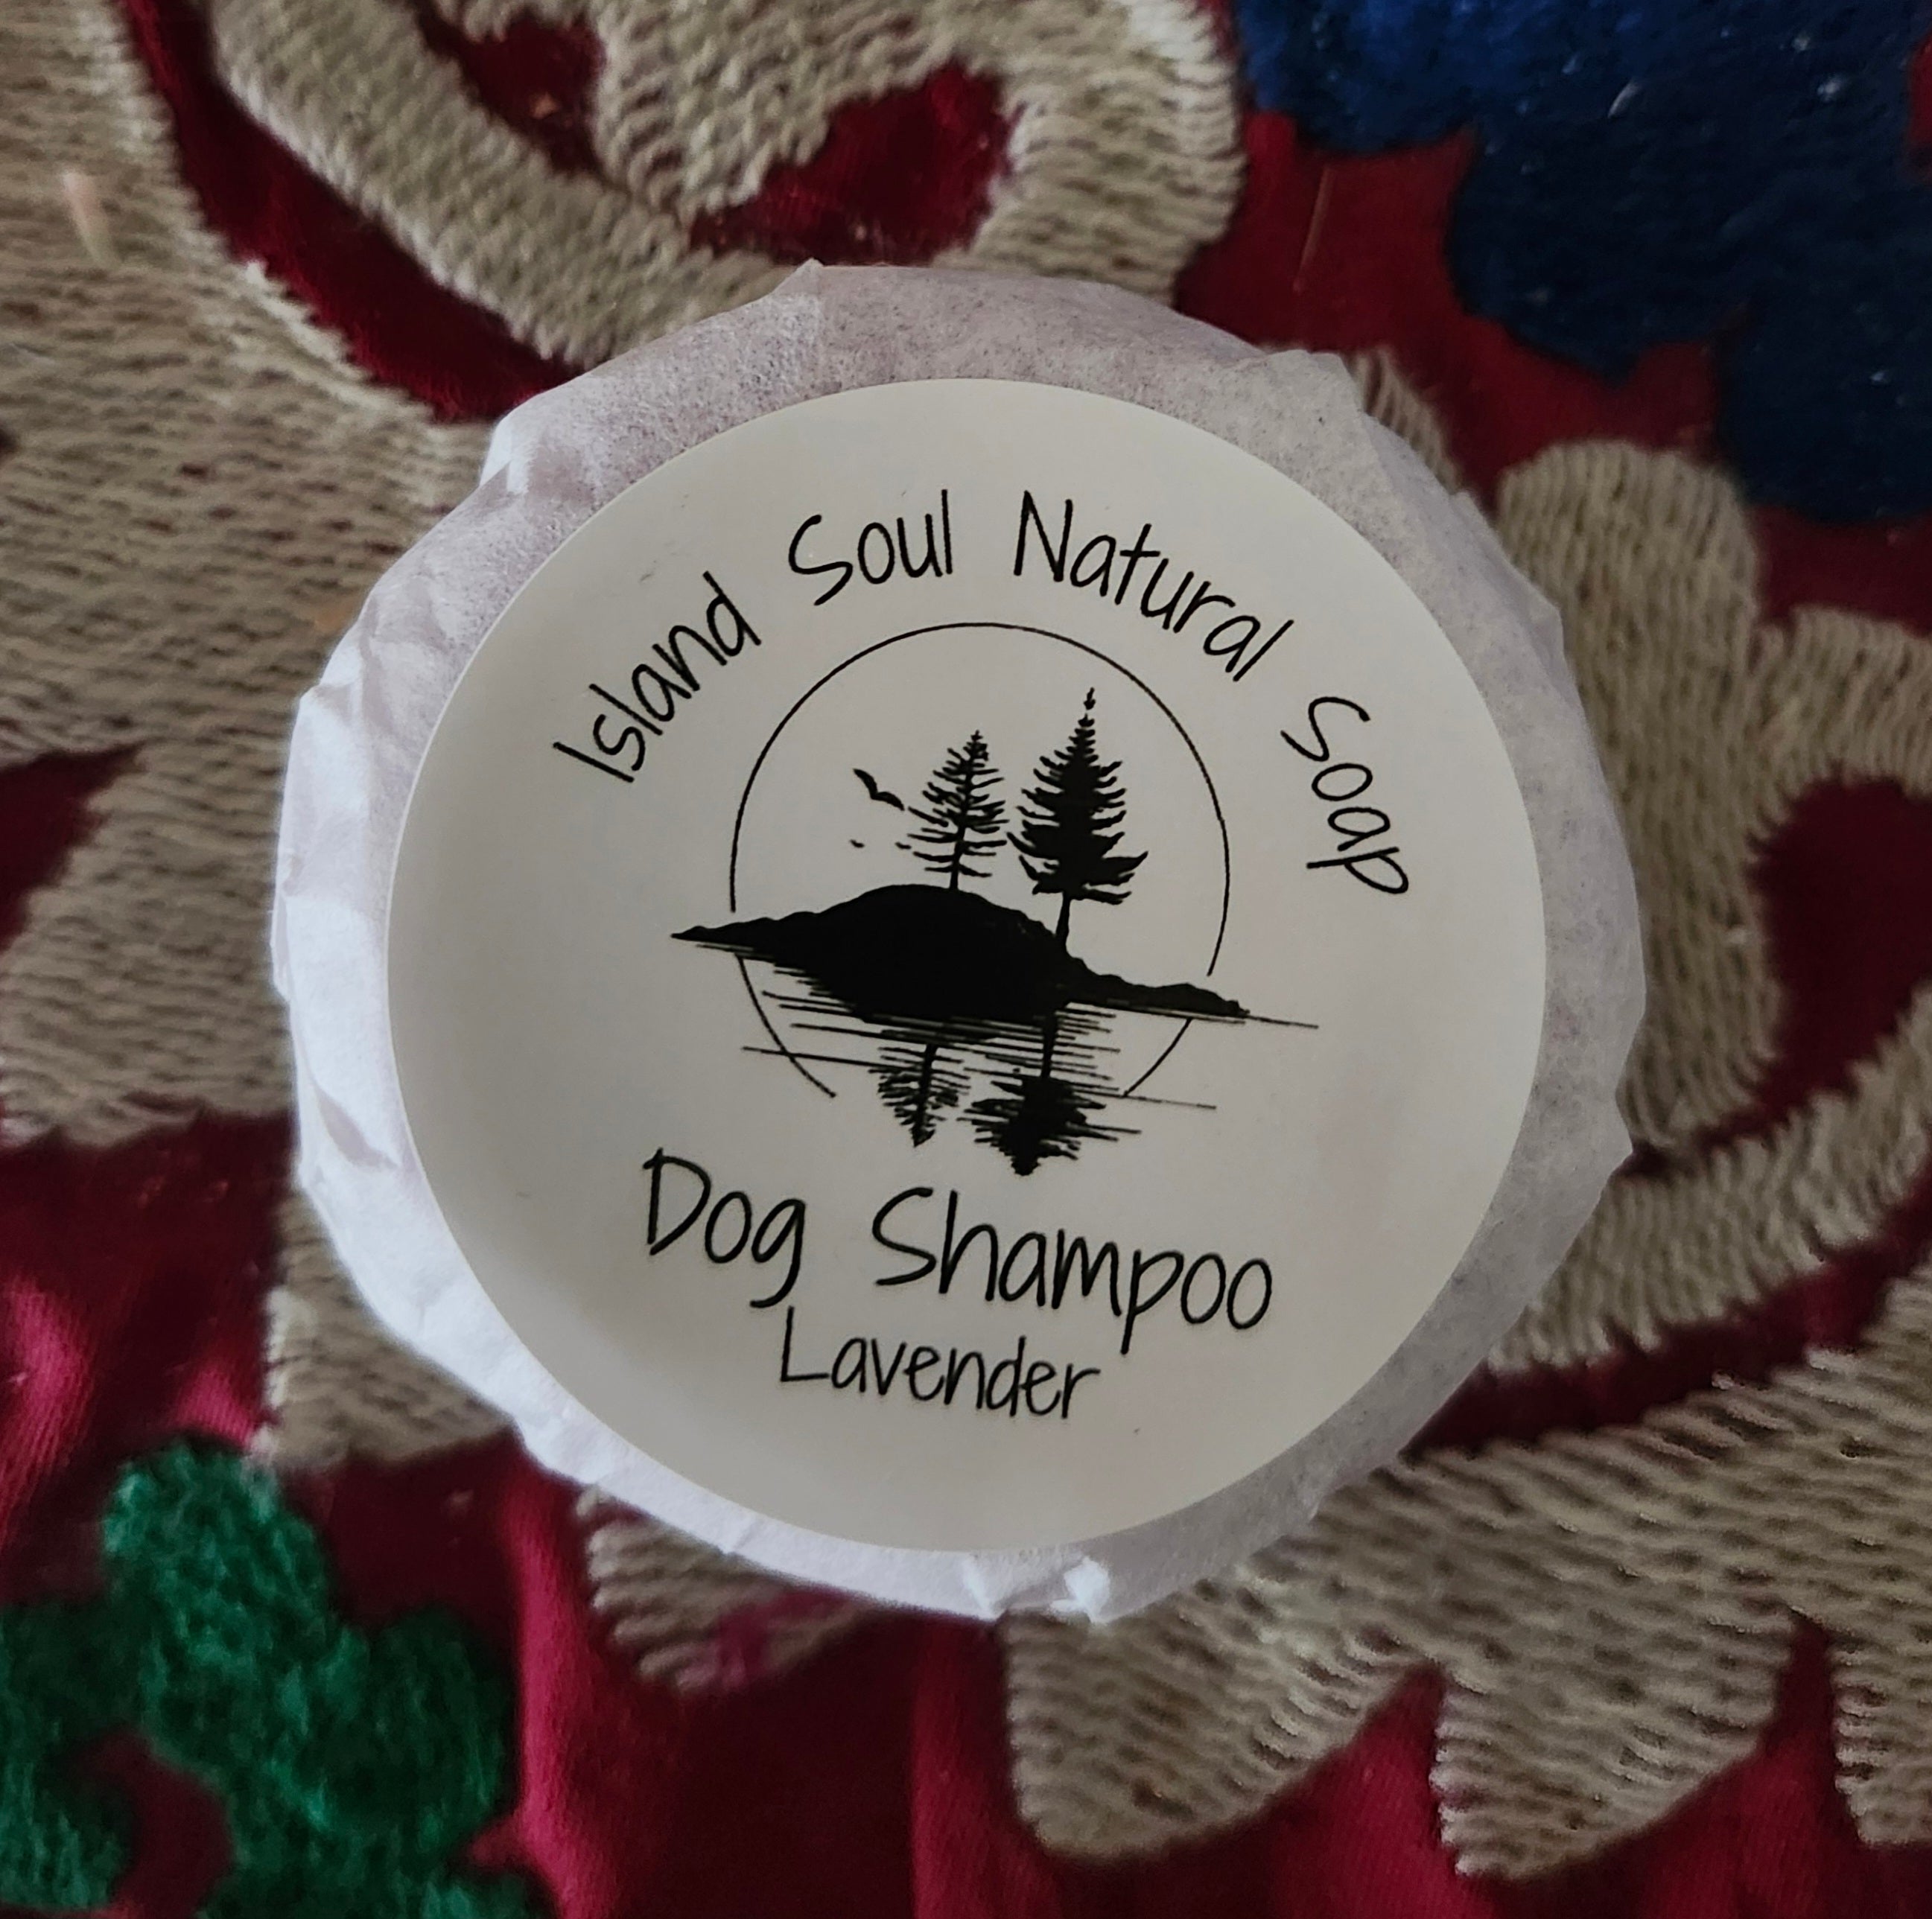 Island Soul Natural Soap
Dog Shampoo
Lavender